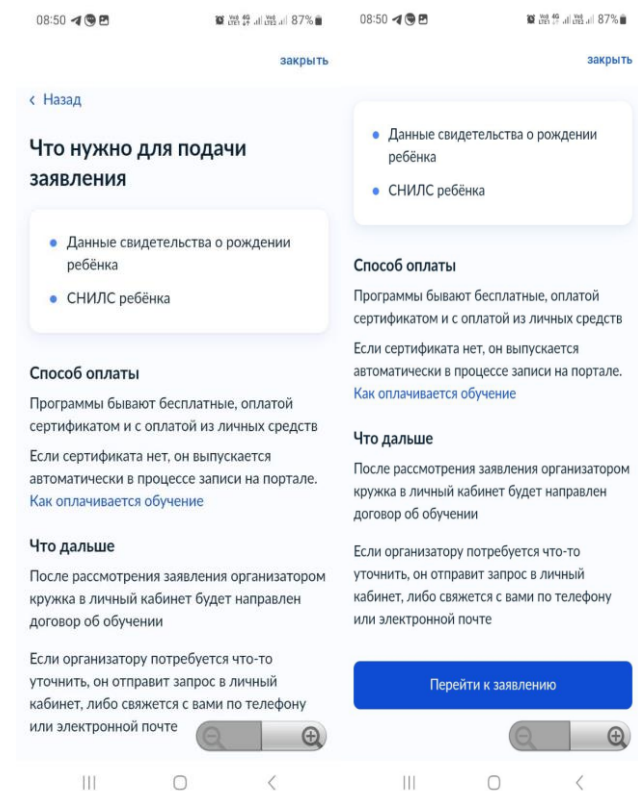 08:50
87%
закрыть
Назад
Что нужно для подачи
заявления
Данные свидетельства о рождении
ребёнка
СНИЛС ребёнка
Способ оплаты
Программы бывают бесплатные, оплатой
сертификатом и с оплатой из личных средств
Если сертификата нет, он выпускается
автоматически в процессе записи на портале.
Как оплачивается обучение
Что дальше
После рассмотрения заявления организатором
кружка в личный кабинет будет направлен
договор об обучении
Если организатору потребуется что-то
уточнить, он отправит запрос в личный
кабинет, либо свяжется с вами по телефону
или электронной почте
08:50
87%
закрыть
Данные свидетельства о рождении
ребёнка
СНИЛС ребёнка
Способ оплаты
Программы бывают бесплатные, оплатой
сертификатом и с оплатой из личных средств
Если сертификата нет, он выпускается
автоматически в процессе записи на портале.
Как оплачивается обучение
Что дальше
После рассмотрения заявления организатором
кружка в личный кабинет будет направлен
договор об обучении
Если организатору потребуется что-то
уточнить, он отправит запрос в личный
кабинет, либо свяжется с вами по телефону
или электронной почте
Перейти к заявлению